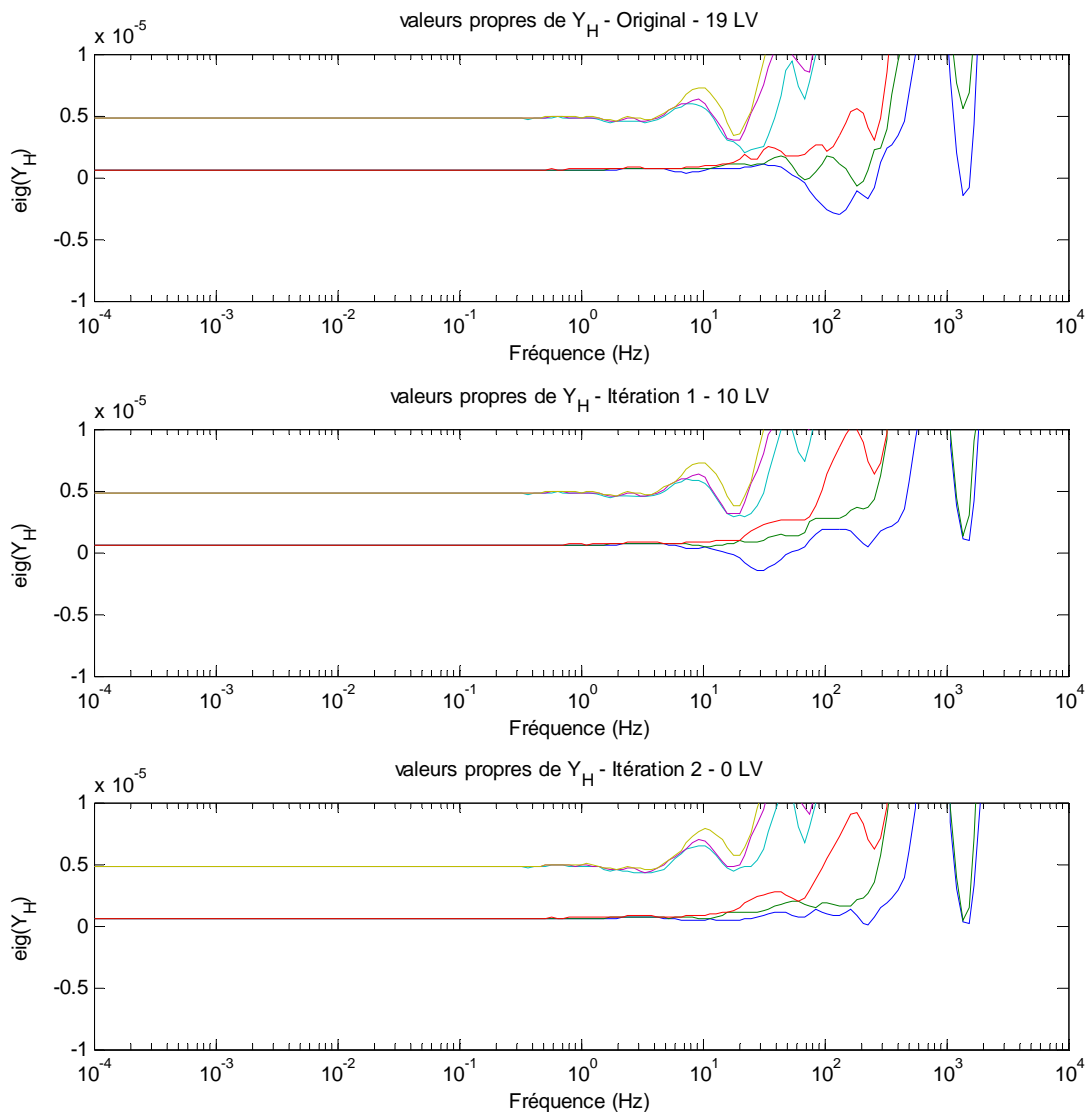 valeurs propres de Y_H - Original - 19 LV
x 10^-5
1
0.5
0
-0.5
-1
eig(Y_H)
10^-4 10^-3 10^-2 10^-1 10^0 10^1 10^2 10^3 10^4
Fréquence (Hz)
valeurs propres de Y_H - Itération 1 - 10 LV
x 10^-5
1
0.5
0
-0.5
-1
eig(Y_H)
10^-4 10^-3 10^-2 10^-1 10^0 10^1 10^2 10^3 10^4
Fréquence (Hz)
valeurs propres de Y_H - Itération 2 - 0 LV
x 10^-5
1
0.5
0
-0.5
-1
eig(Y_H)
10^-4 10^-3 10^-2 10^-1 10^0 10^1 10^2 10^3 10^4
Fréquence (Hz)